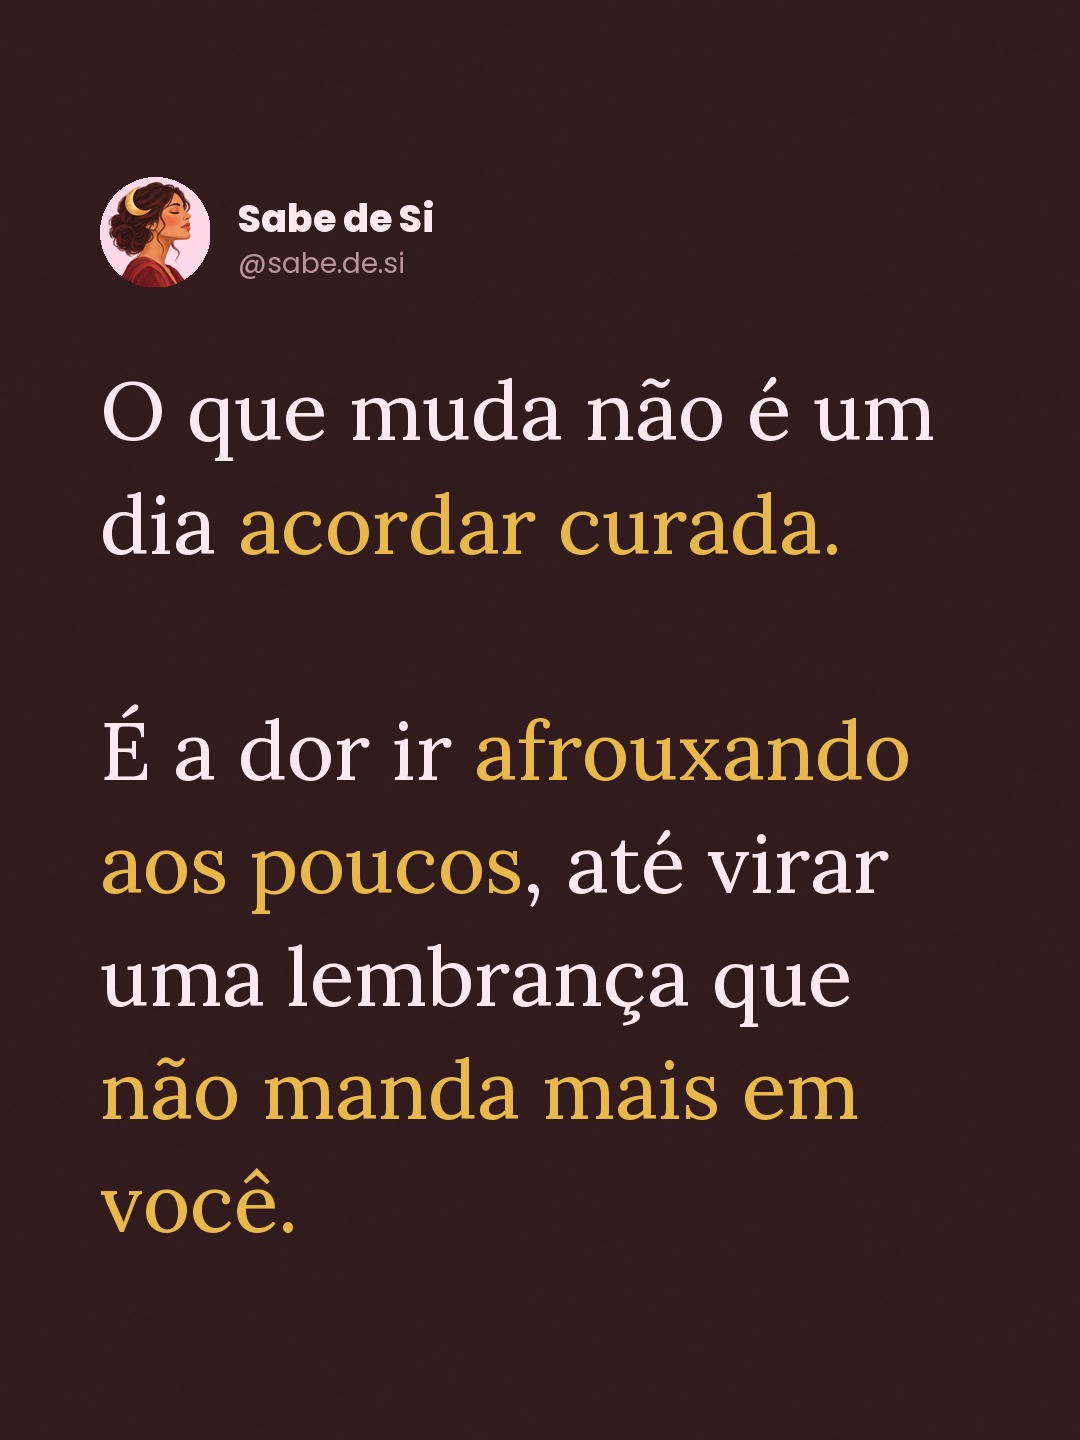 Sabe de Si
@sabe.de.si
O que muda não é um
dia acordar curada.
É a dor ir afrouxando
aos poucos, até virar
uma lembrança que
não manda mais em
você.